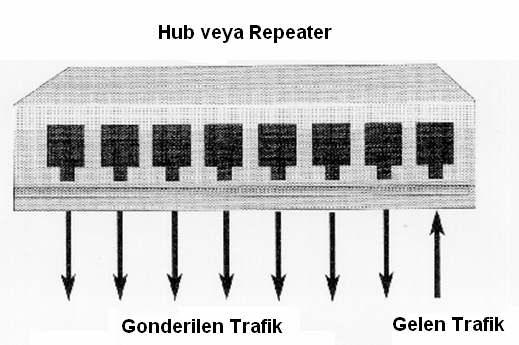 Hub veya Repeater
Gonderilen Trafik
Gelen Trafik